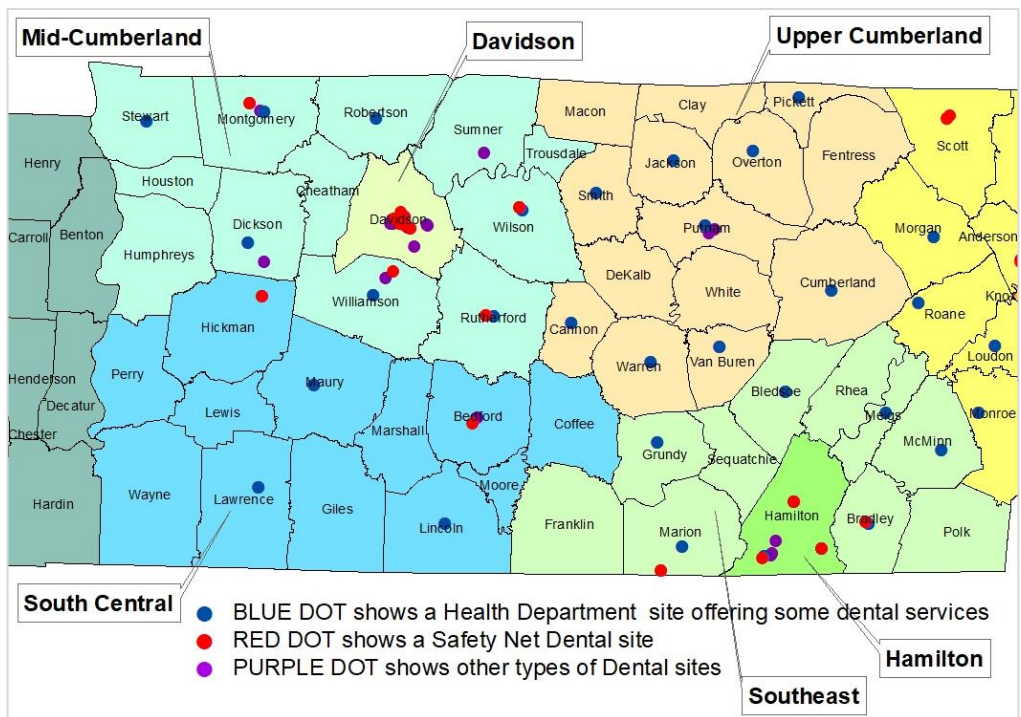 Mid-Cumberland
Davidson
Upper Cumberland
Stewart
Montgomery
Robertson
Sumner
Trousdale
Macon
Clay
Pickett
Scott
Henry
Houston
Cheatham
Jackson
Overton
Fentress
Smith
Benton
Carroll
Dickson
Davidson
Wilson
Putnam
Morgan
Anderson
Humphreys
DeKalb
White
Cumberland
Williamson
Rutherford
Cannon
Roane
Knox
Hickman
Perry
Warren
Van Buren
Loudon
Henderson
Decatur
Maury
Bledsoe
Rhea
Lewis
Bedford
Coffee
Meigs
Monroe
Chester
Marshall
McMinn
Grundy
Sequatchie
Hardin
Wayne
Lawrence
Giles
Moore
Lincoln
Franklin
Marion
Hamilton
Bradley
Polk
South Central
BLUE DOT shows a Health Department site offering some dental services
RED DOT shows a Safety Net Dental site
PURPLE DOT shows other types of Dental sites
Hamilton
Southeast